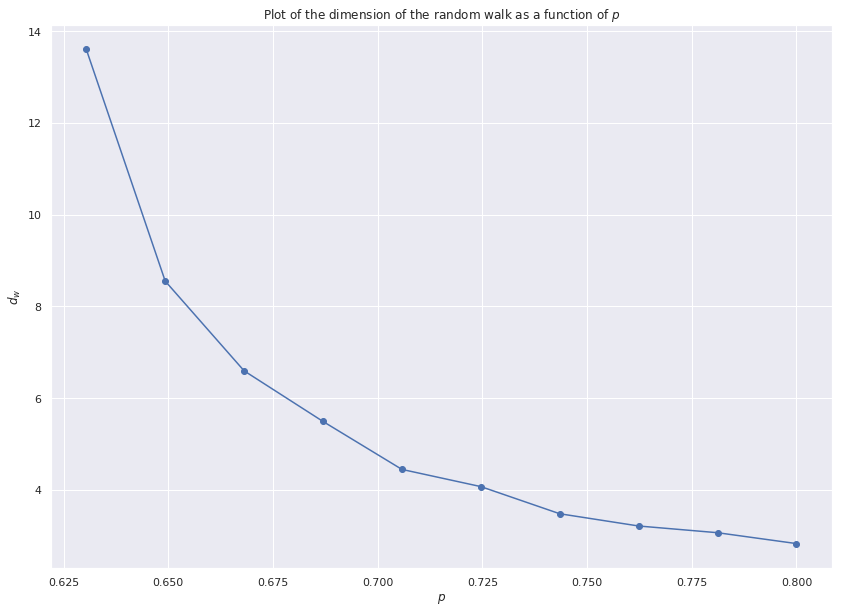 Plot of the dimension of the random walk as a function of p
14
12
10
8
6
4
d_w
0.625 0.650 0.675 0.700 0.725 0.750 0.775 0.800
p